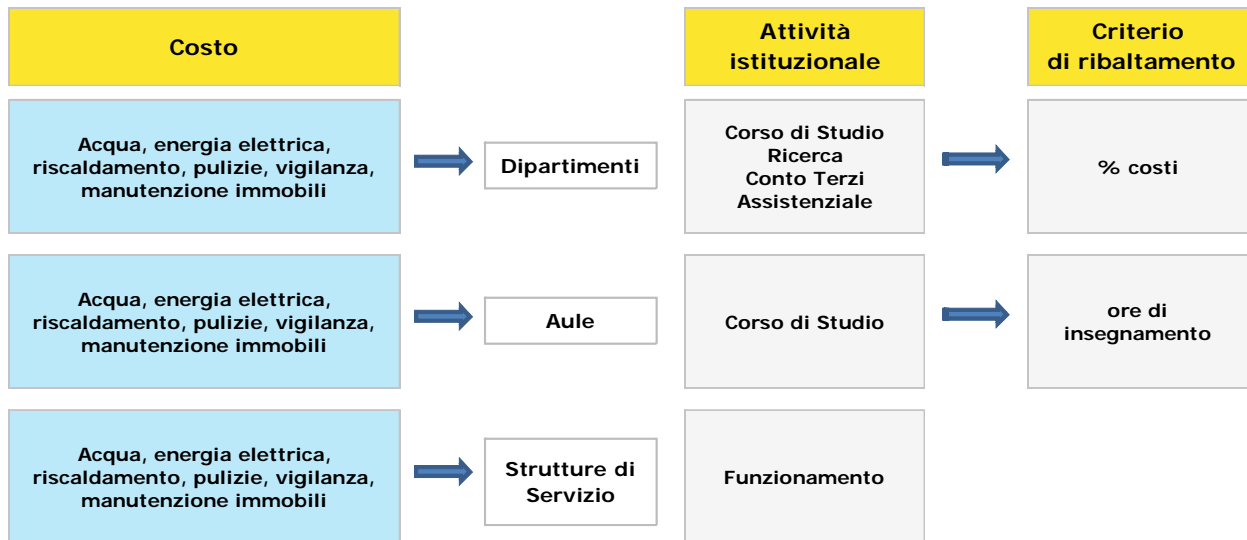 Costo
Attività
istituzionale
Criterio
di ribaltamento
Acqua, energia elettrica,
riscaldamento, pulizie, vigilanza,
manutenzione immobili
Dipartimenti
Corso di Studio
Ricerca
Conto Terzi
Assistenziale
% costi
Acqua, energia elettrica,
riscaldamento, pulizie, vigilanza,
manutenzione immobili
Aule
Corso di Studio
ore di
insegnamento
Acqua, energia elettrica,
riscaldamento, pulizie, vigilanza,
manutenzione immobili
Strutture di
Servizio
Funzionamento